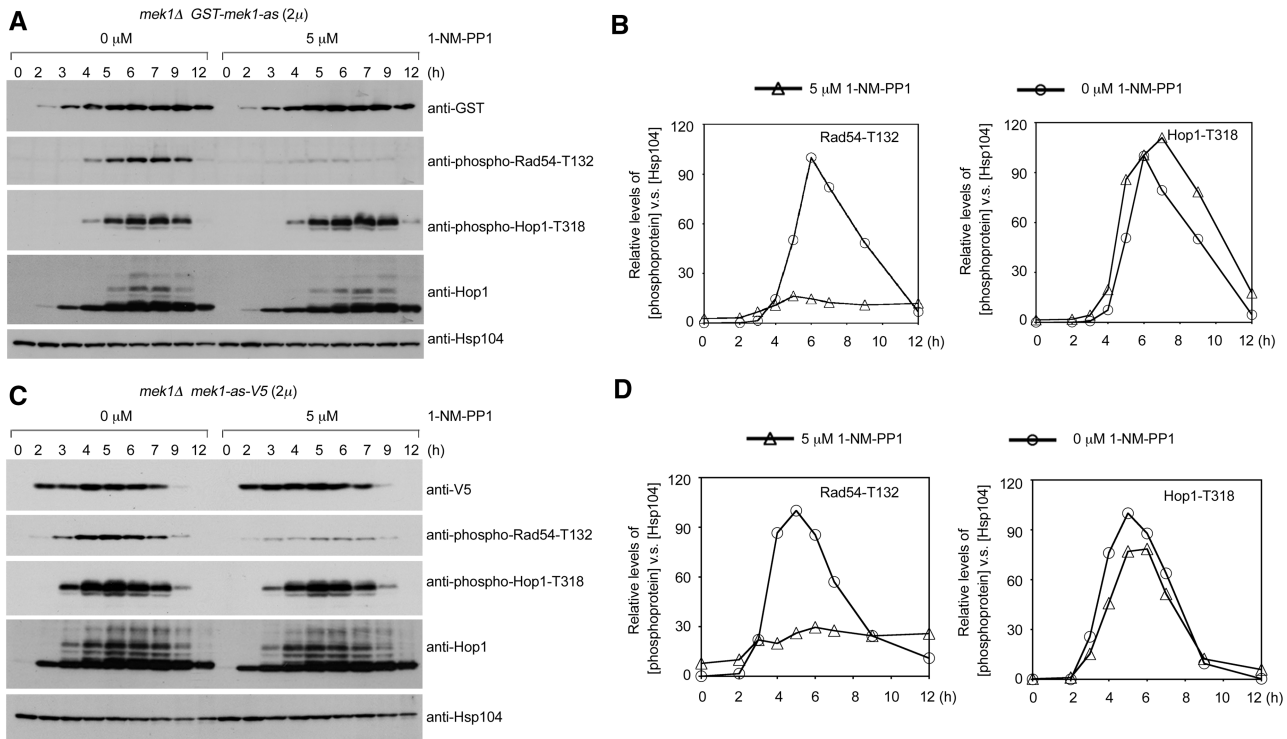 A
mek1Δ GST-mek1-as (2μ)
0 μM 5 μM 1-NM-PP1
0 2 3 4 5 6 7 9 12 0 2 3 4 5 6 7 9 12 (h)
anti-GST
anti-phospho-Rad54-T132
anti-phospho-Hop1-T318
anti-Hop1
anti-Hsp104
B
5 μM 1-NM-PP1 0 μM 1-NM-PP1
Relative levels of
[phosphoprotein] v.s. [Hsp104]
Rad54-T132
120
90
60
30
0
0 2 4 6 8 10 12 (h)
Relative levels of
[phosphoprotein] v.s. [Hsp104]
Hop1-T318
120
90
60
30
0
0 2 4 6 8 10 12 (h)
C
mek1Δ mek1-as-V5 (2μ)
0 μM 5 μM 1-NM-PP1
0 2 3 4 5 6 7 9 12 0 2 3 4 5 6 7 9 12 (h)
anti-V5
anti-phospho-Rad54-T132
anti-phospho-Hop1-T318
anti-Hop1
anti-Hsp104
D
5 μM 1-NM-PP1 0 μM 1-NM-PP1
Relative levels of
[phosphoprotein] v.s. [Hsp104]
Rad54-T132
120
90
60
30
0
0 2 4 6 8 10 12 (h)
Relative levels of
[phosphoprotein] v.s. [Hsp104]
Hop1-T318
120
90
60
30
0
0 2 4 6 8 10 12 (h)